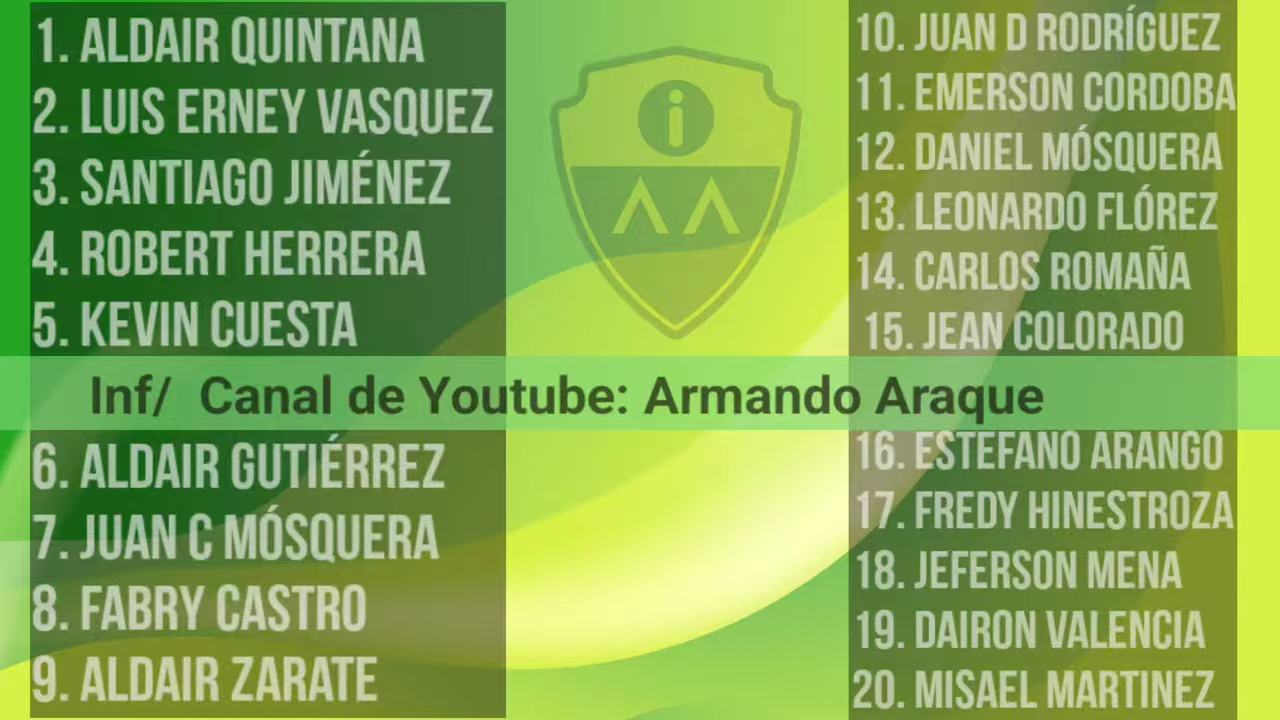 1. ALDAIR QUINTANA
2. LUIS ERNEY VASQUEZ
3. SANTIAGO JIMÉNEZ
4. ROBERT HERRERA
5. KEVIN CUESTA
6. ALDAIR GUTIÉRREZ
7. JUAN C MÓSQUERA
8. FABRY CASTRO
9. ALDAIR ZARATE
10. JUAN D RODRÍGUEZ
11. EMERSON CORDOBA
12. DANIEL MÓSQUERA
13. LEONARDO FLÓREZ
14. CARLOS ROMAÑA
15. JEAN COLORADO
16. ESTEFANO ARANGO
17. FREDY HINESTROZA
18. JEFERSON MENA
19. DAIRON VALENCIA
20. MISAEL MARTINEZ
i
AA
Inf/ Canal de Youtube: Armando Araque